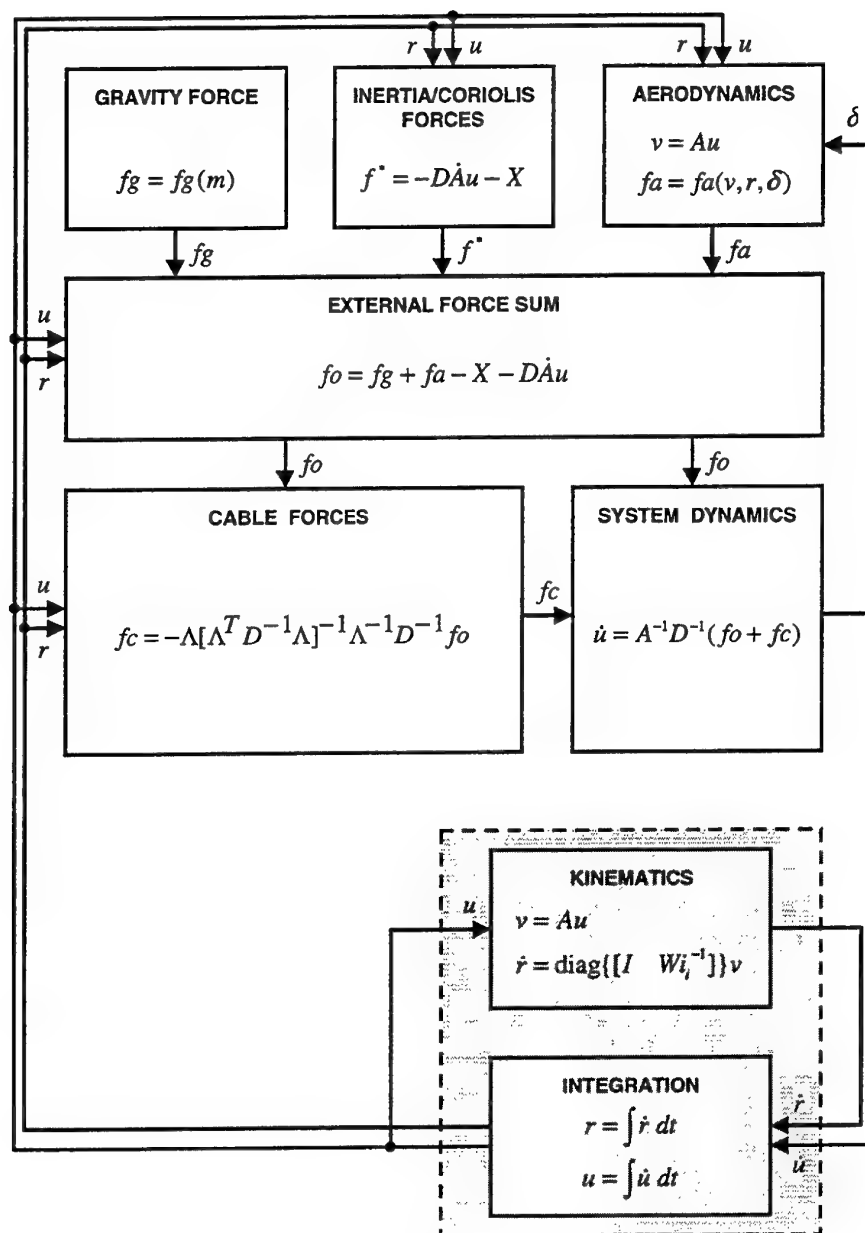 r u r u
GRAVITY FORCE
fg = fg(m)
INERTIA/CORIOLIS
FORCES
f* = -DȦu - X
AERODYNAMICS
v = Au
fa = fa(v,r,δ)
δ
fg
f*
fa
EXTERNAL FORCE SUM
u
fo = fg + fa - X - DȦu
r
fo
fo
CABLE FORCES
u
fc = -Λ[Λ^T D^-1 Λ]^-1 Λ^-1 D^-1 fo
r
fc
SYSTEM DYNAMICS
u̇ = A^-1 D^-1 (fo + fc)
KINEMATICS
u
v = Au
ṙ = diag{[I Wi_i^-1]}v
INTEGRATION
r = ∫ ṙ dt
u = ∫ u̇ dt
ṙ
u̇